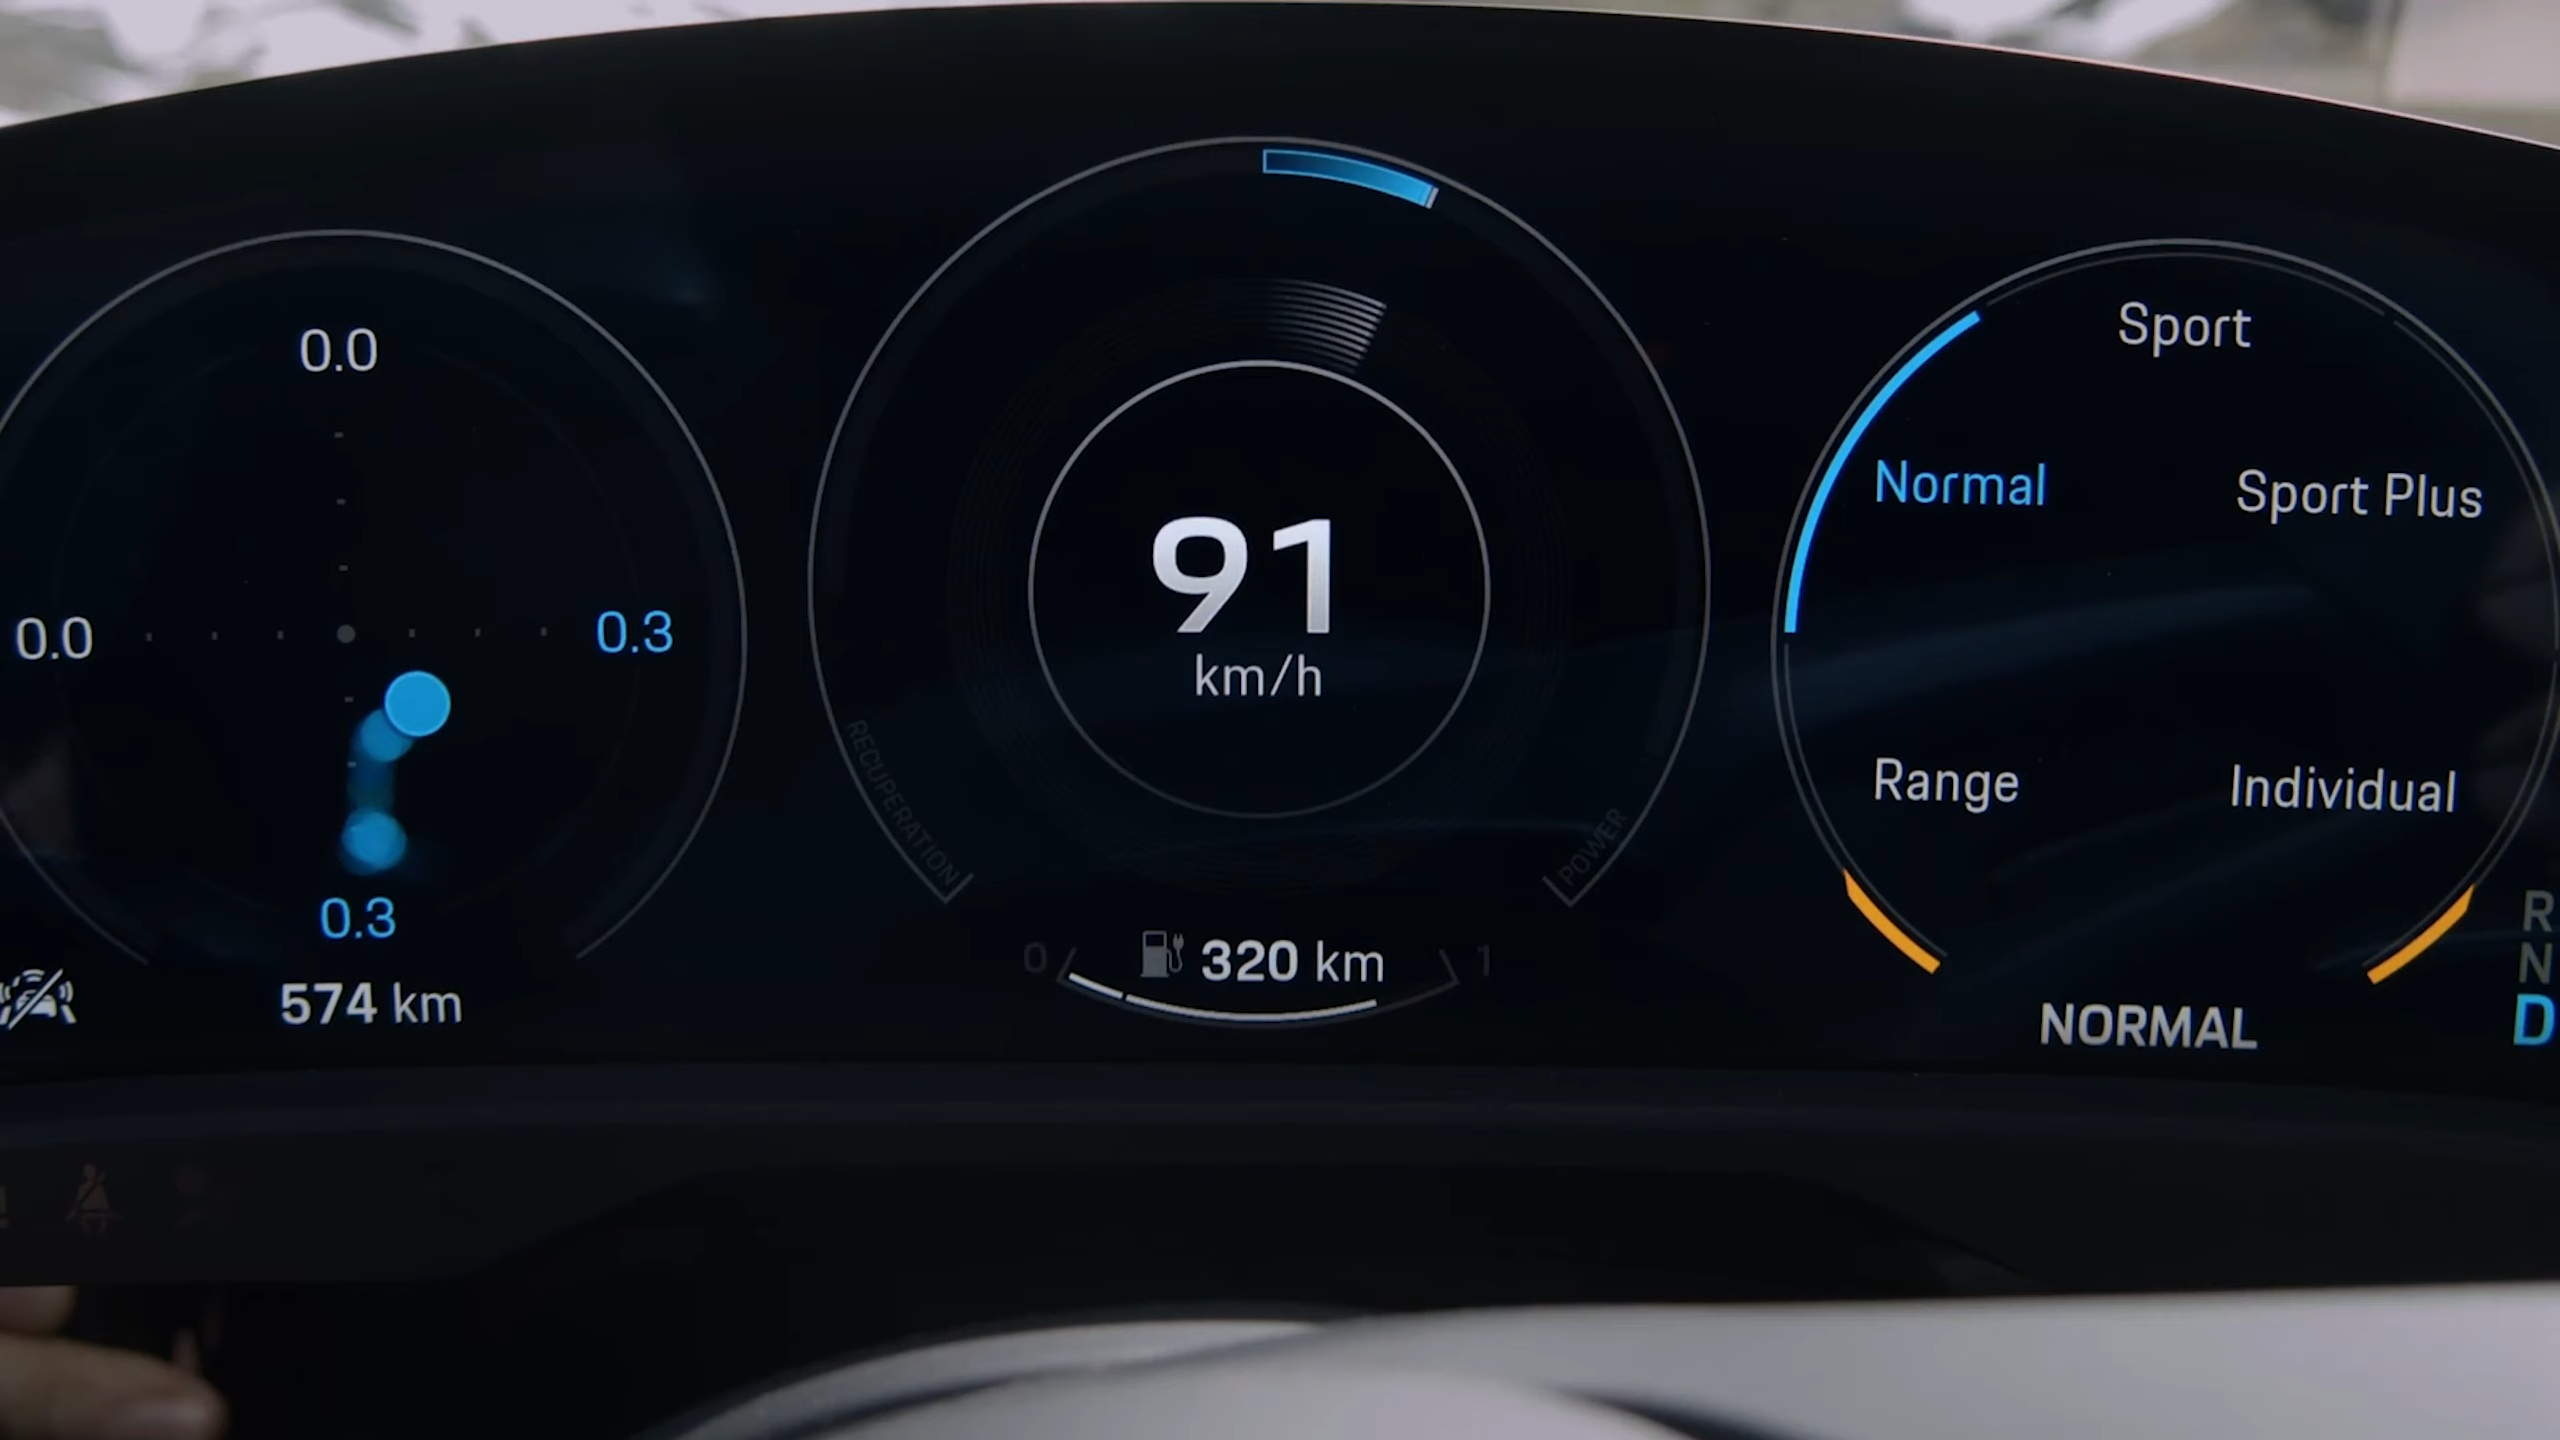 0.0
0.0
0.3
0.3
574 km
91
km/h
RECUPERATION
POWER
0
320 km
1
Sport
Normal
Sport Plus
Range
Individual
NORMAL
R
N
D